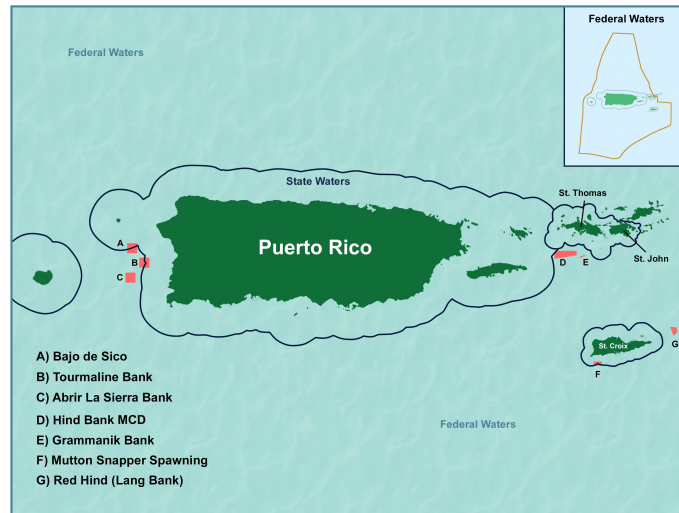 Federal Waters
Federal Waters
State Waters
St. Thomas
Puerto Rico
St. John
A
B
C
D
E
St. Croix
F
G
A) Bajo de Sico
B) Tourmaline Bank
C) Abrir La Sierra Bank
D) Hind Bank MCD
E) Grammanik Bank
F) Mutton Snapper Spawning
G) Red Hind (Lang Bank)
Federal Waters